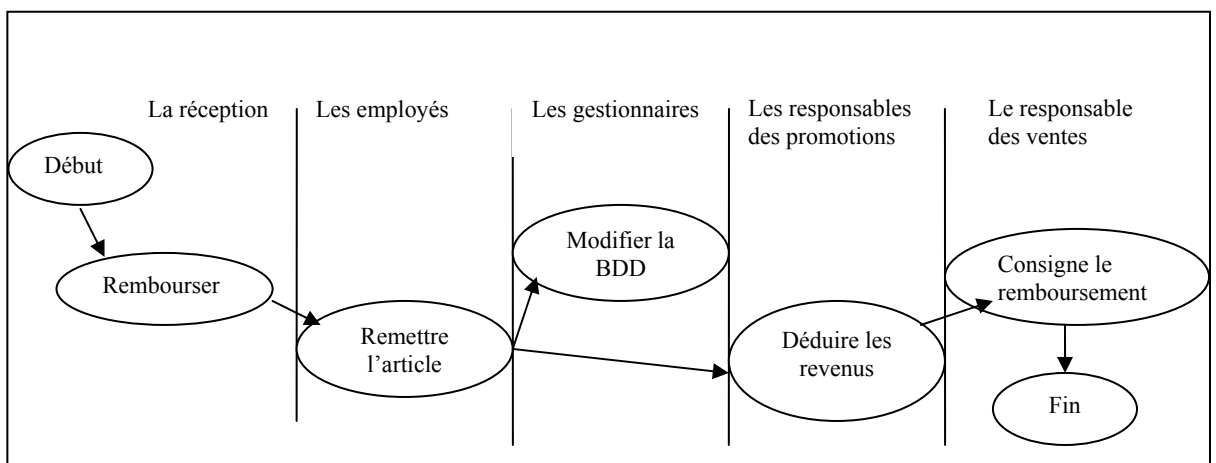 La réception
Les employés
Les gestionnaires
Les responsables
des promotions
Le responsable
des ventes
Début
Rembourser
Remettre
l’article
Modifier la
BDD
Déduire les
revenus
Consigne le
remboursement
Fin